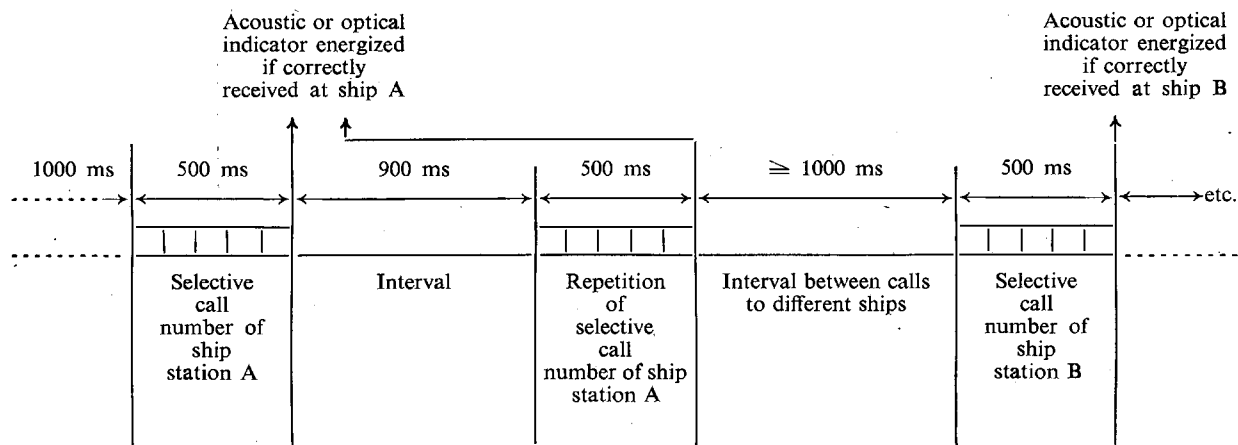 Acoustic or optical
indicator energized
if correctly
received at ship A
Acoustic or optical
indicator energized
if correctly
received at ship B
1000 ms
500 ms
900 ms
500 ms
≧ 1000 ms
500 ms
etc.
Selective
call
number of
ship
station A
Interval
Repetition
of
selective
call
number of ship
station A
Interval between calls
to different ships
Selective
call
number of
ship
station B